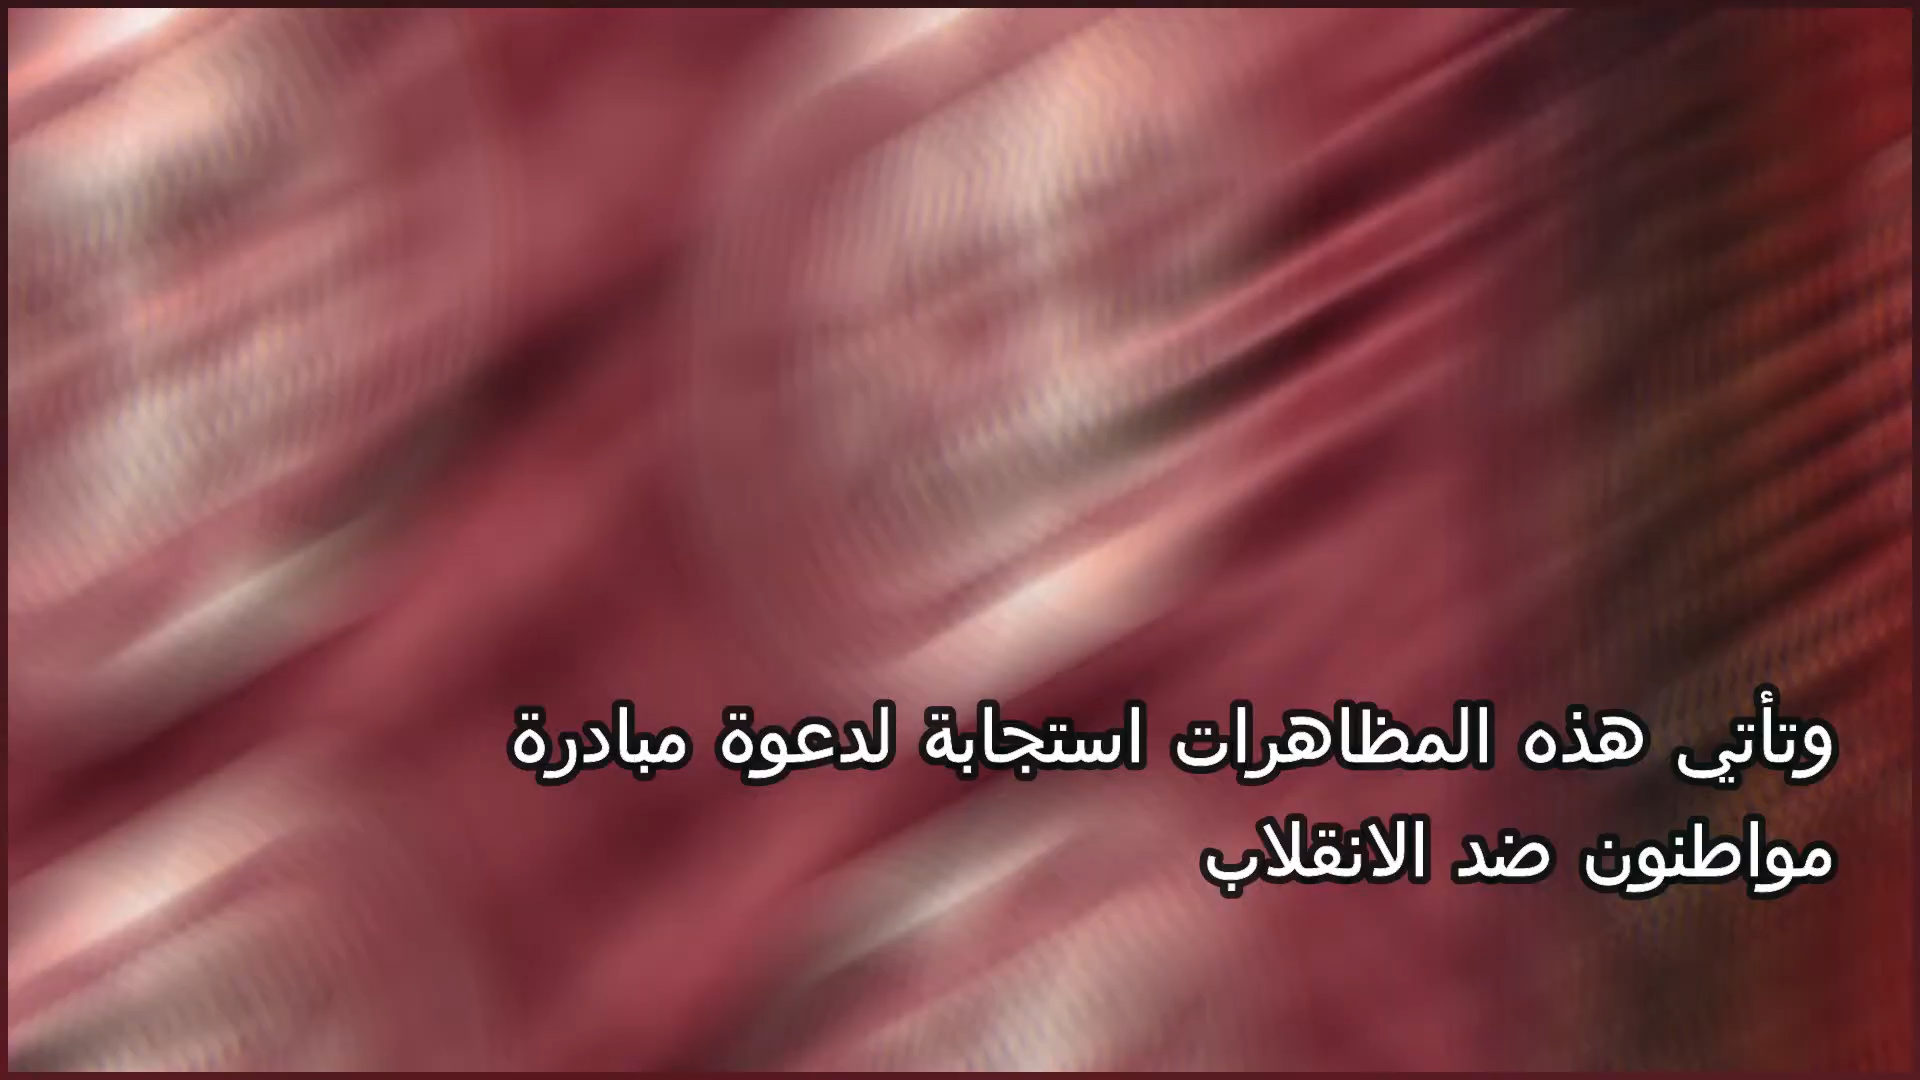 وتأتي هذه المظاهرات استجابة لدعوة مبادرة
مواطنون ضد الانقلاب